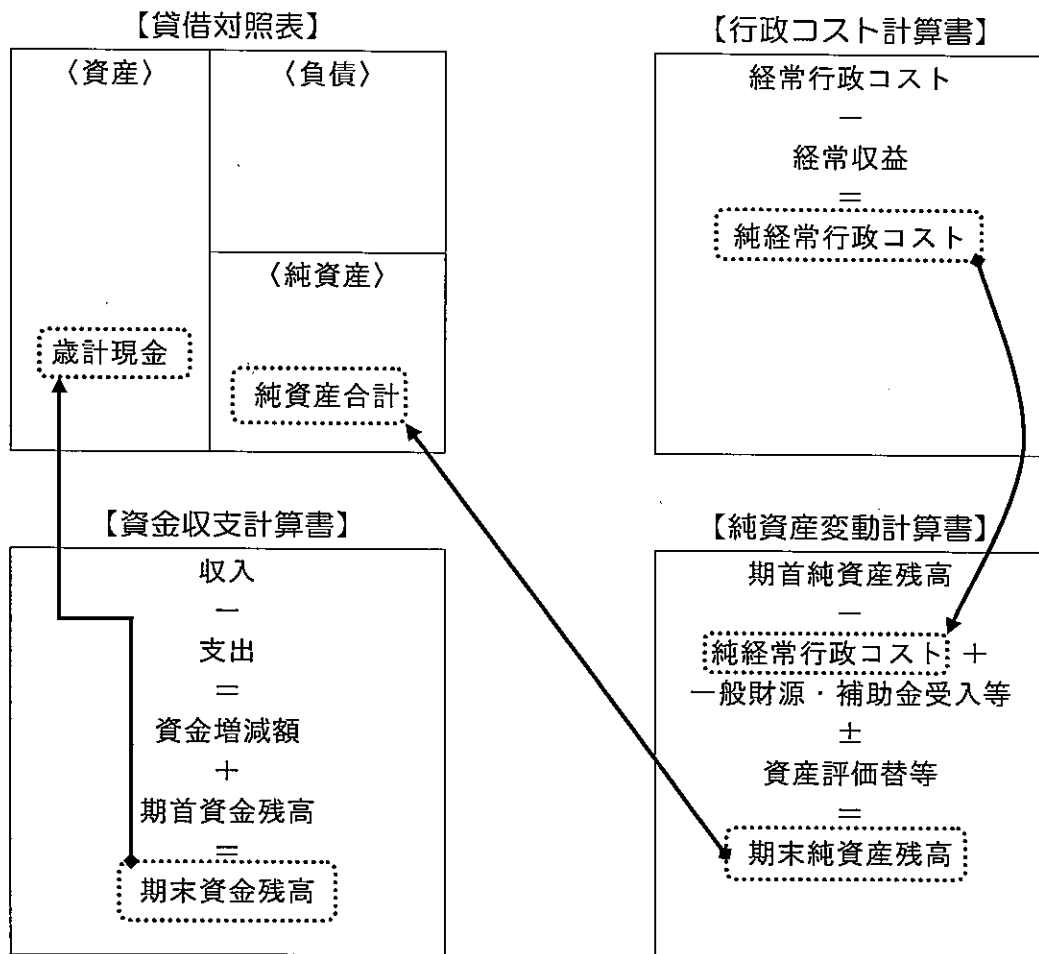 【貸借対照表】
〈資産〉
〈負債〉
〈純資産〉
歳計現金
純資産合計
【行政コスト計算書】
経常行政コスト
－
経常収益
＝
純経常行政コスト
【資金収支計算書】
収入
－
支出
＝
資金増減額
＋
期首資金残高
＝
期末資金残高
【純資産変動計算書】
期首純資産残高
－
純経常行政コスト ＋
一般財源・補助金受入等
±
資産評価替等
＝
期末純資産残高